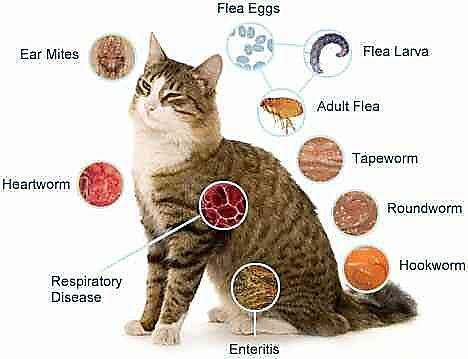 Flea Eggs
Ear Mites
Flea Larva
Adult Flea
Tapeworm
Heartworm
Roundworm
Hookworm
Respiratory
Disease
Enteritis